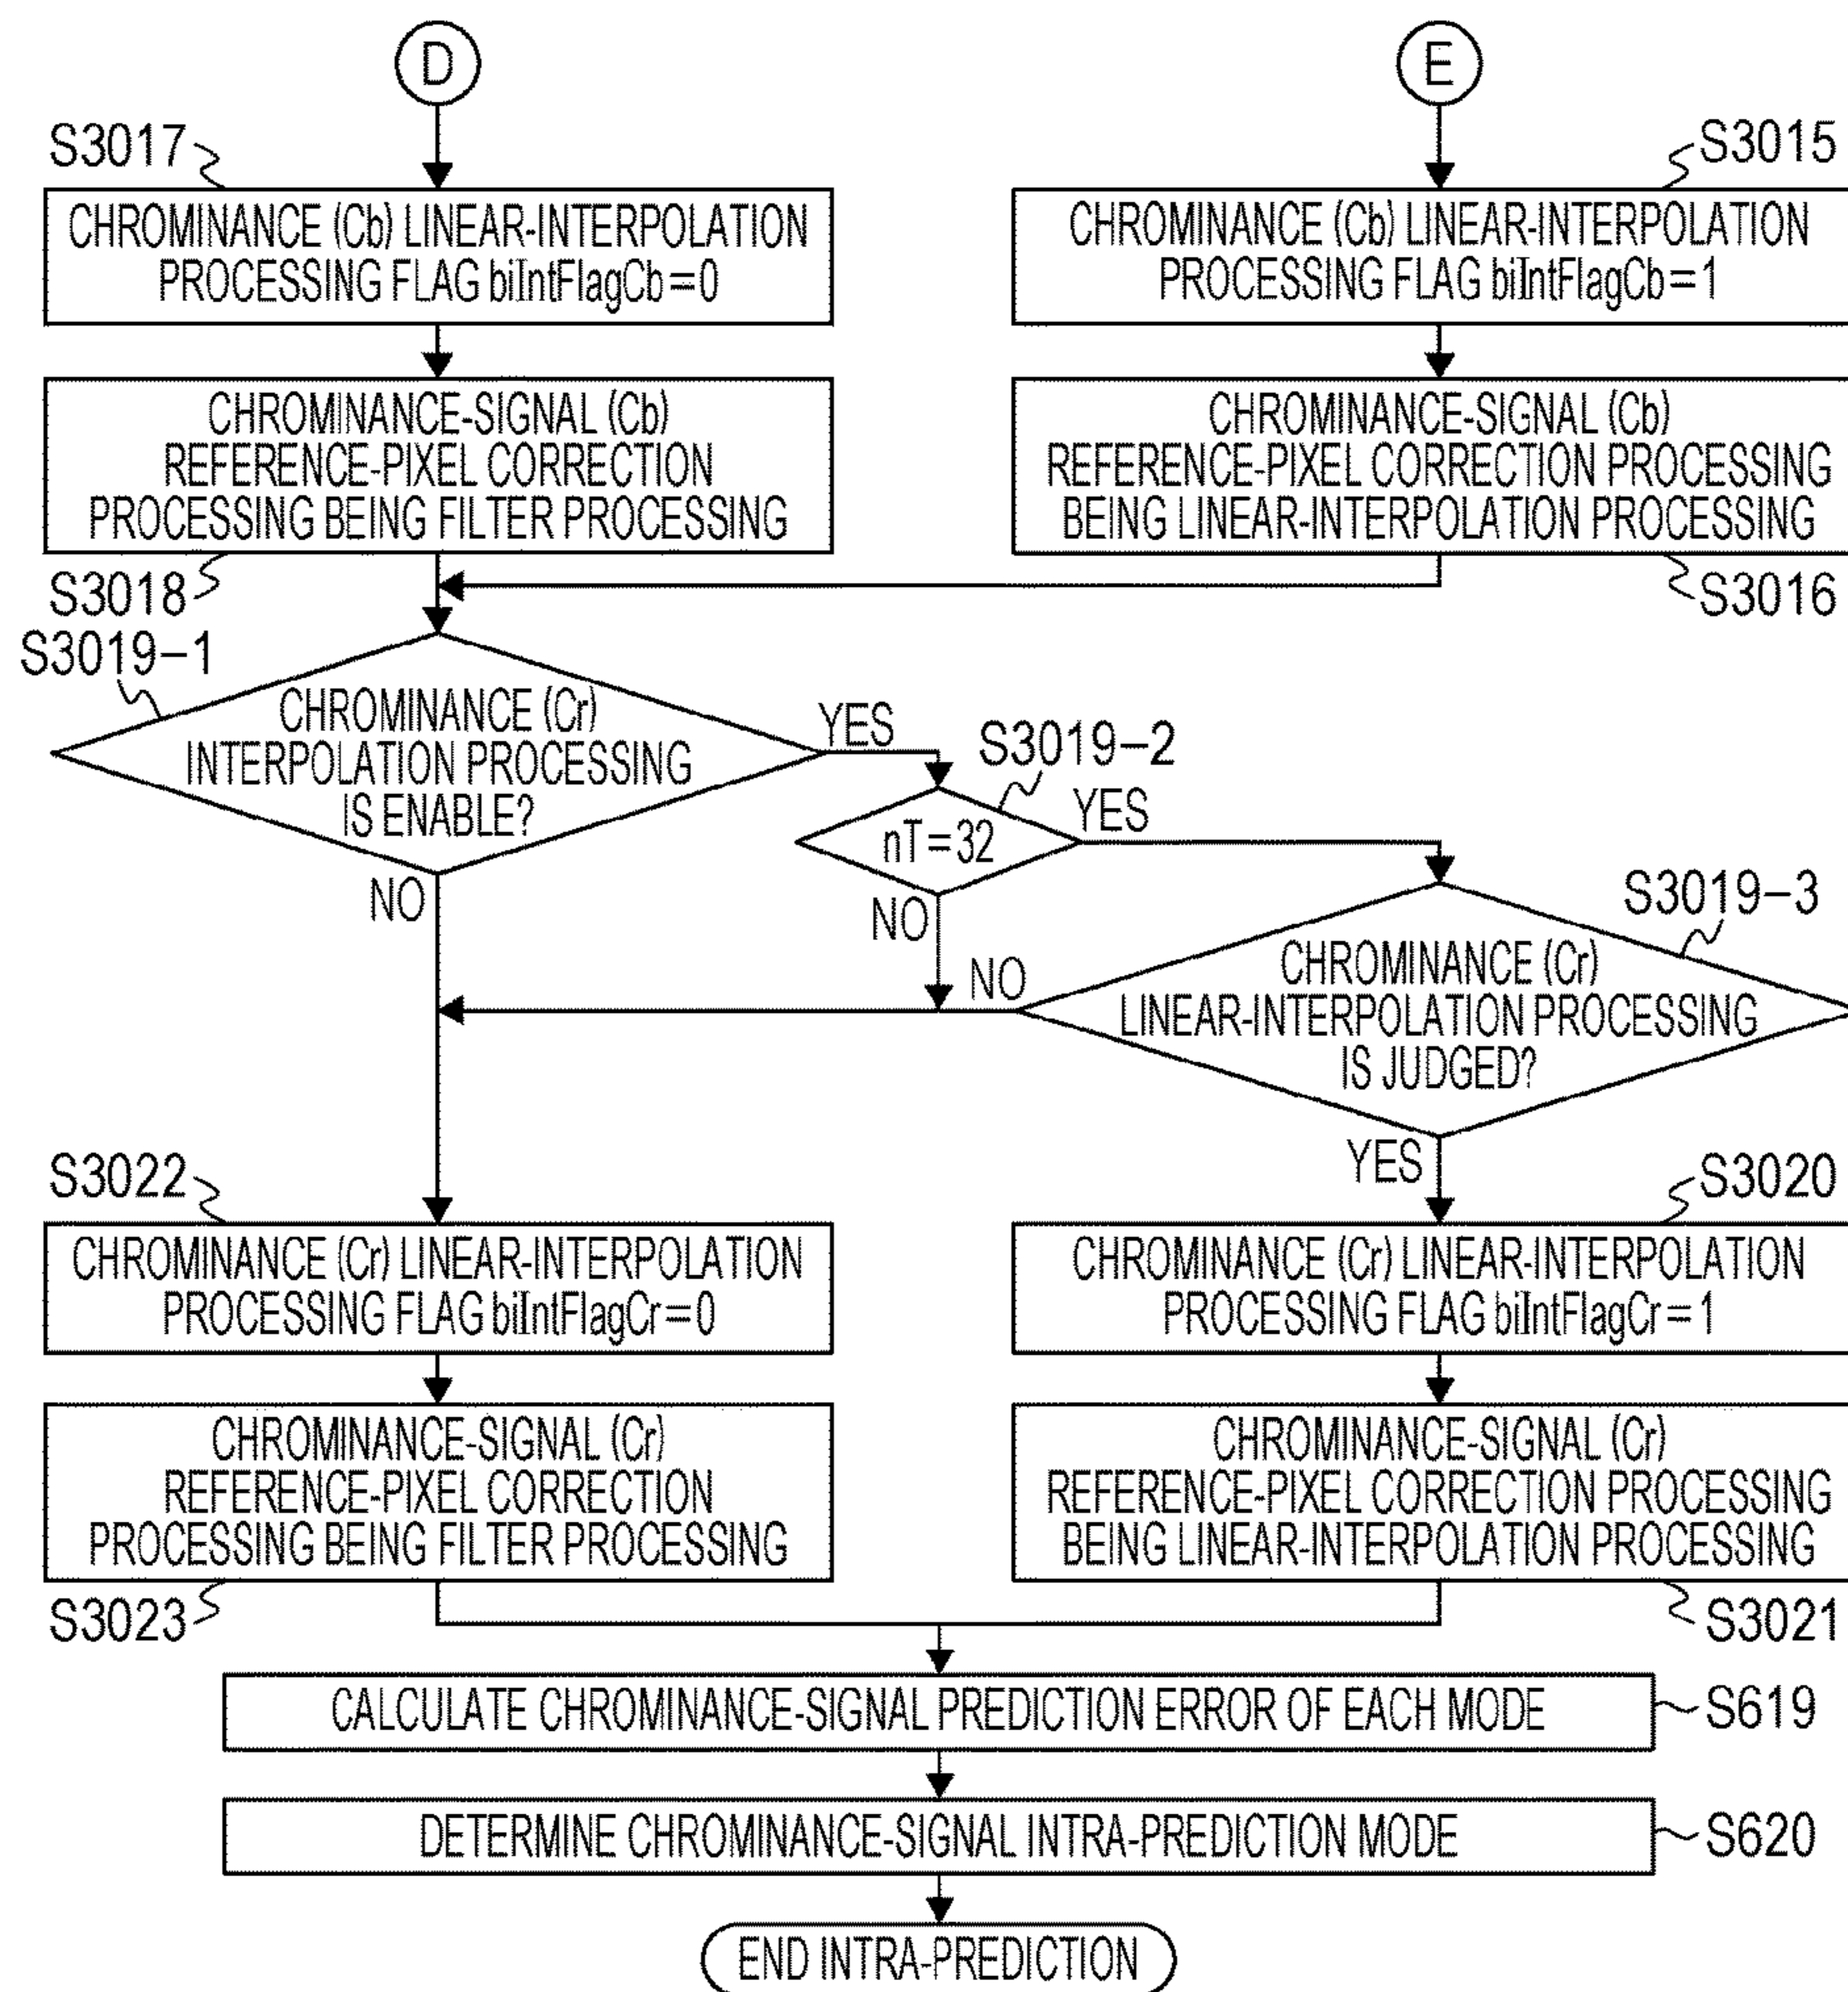 D
E
S3017
S3015
CHROMINANCE (Cb) LINEAR-INTERPOLATION
PROCESSING FLAG biIntFlagCb=0
CHROMINANCE (Cb) LINEAR-INTERPOLATION
PROCESSING FLAG biIntFlagCb=1
CHROMINANCE-SIGNAL (Cb)
REFERENCE-PIXEL CORRECTION
PROCESSING BEING FILTER PROCESSING
CHROMINANCE-SIGNAL (Cb)
REFERENCE-PIXEL CORRECTION PROCESSING
BEING LINEAR-INTERPOLATION PROCESSING
S3018
S3016
S3019-1
CHROMINANCE (Cr)
INTERPOLATION PROCESSING
IS ENABLE?
YES
NO
S3019-2
nT=32
YES
NO
S3019-3
CHROMINANCE (Cr)
LINEAR-INTERPOLATION PROCESSING
IS JUDGED?
NO
YES
S3022
S3020
CHROMINANCE (Cr) LINEAR-INTERPOLATION
PROCESSING FLAG biIntFlagCr=0
CHROMINANCE (Cr) LINEAR-INTERPOLATION
PROCESSING FLAG biIntFlagCr=1
CHROMINANCE-SIGNAL (Cr)
REFERENCE-PIXEL CORRECTION
PROCESSING BEING FILTER PROCESSING
CHROMINANCE-SIGNAL (Cr)
REFERENCE-PIXEL CORRECTION PROCESSING
BEING LINEAR-INTERPOLATION PROCESSING
S3023
S3021
CALCULATE CHROMINANCE-SIGNAL PREDICTION ERROR OF EACH MODE
S619
DETERMINE CHROMINANCE-SIGNAL INTRA-PREDICTION MODE
S620
END INTRA-PREDICTION